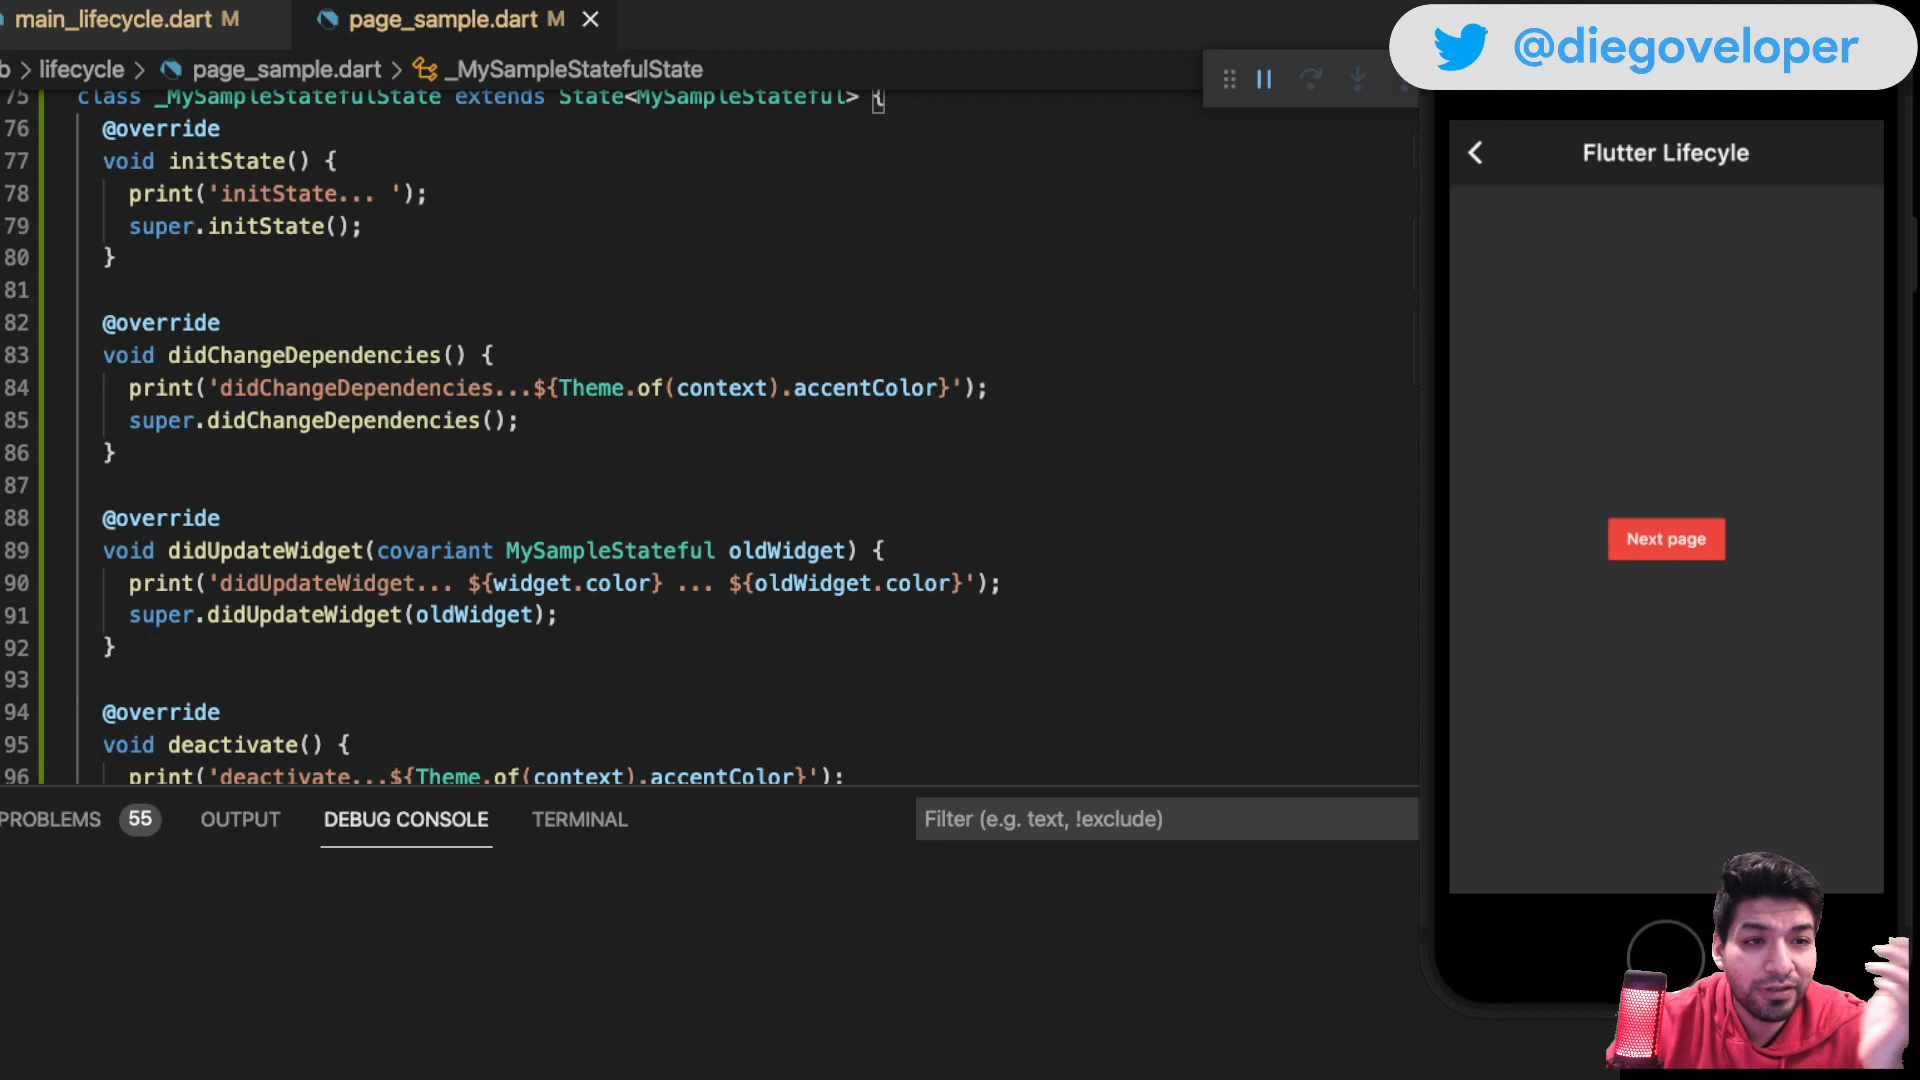 main_lifecycle.dart M
page_sample.dart M
b > lifecycle > page_sample.dart > _MySampleStatefulState
75 class _MySampleStatefulState extends State<MySampleStateful> {
76 @override
77 void initState() {
78 print('initState... ');
79 super.initState();
80 }
81
82 @override
83 void didChangeDependencies() {
84 print('didChangeDependencies...${Theme.of(context).accentColor}');
85 super.didChangeDependencies();
86 }
87
88 @override
89 void didUpdateWidget(covariant MySampleStateful oldWidget) {
90 print('didUpdateWidget... ${widget.color} ... ${oldWidget.color}');
91 super.didUpdateWidget(oldWidget);
92 }
93
94 @override
95 void deactivate() {
96 print('deactivate...${Theme.of(context).accentColor}');
PROBLEMS 55
OUTPUT
DEBUG CONSOLE
TERMINAL
Filter (e.g. text, !exclude)
@diegoveloper
Flutter Lifecyle
Next page